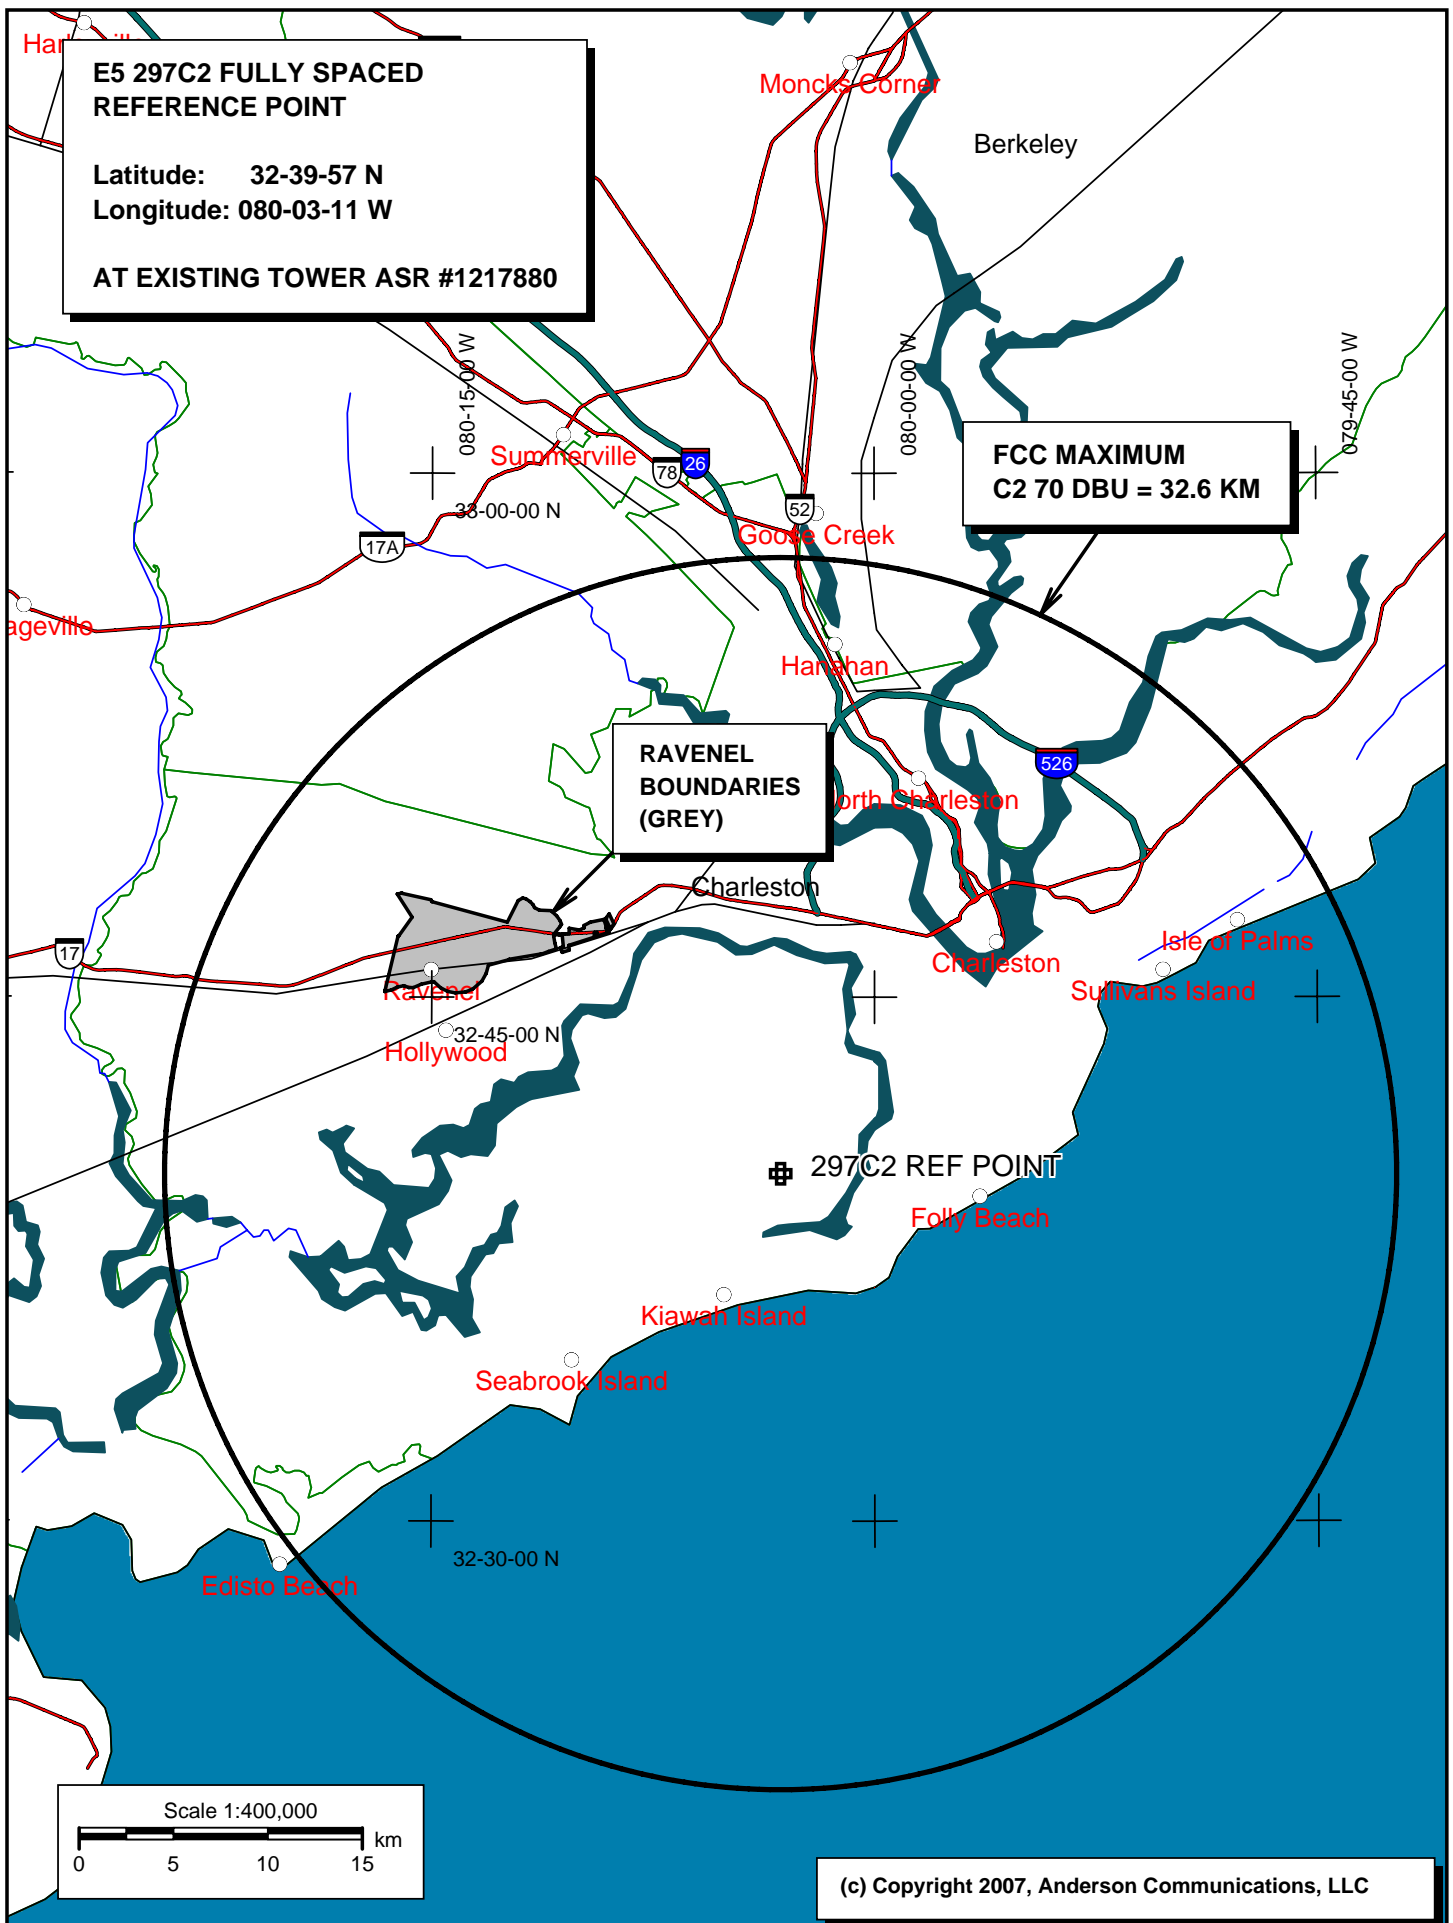 E5 297C2 FULLY SPACED
REFERENCE POINT
Latitude: 32-39-57 N
Longitude: 080-03-11 W
AT EXISTING TOWER ASR #1217880
Moncks Corner
Berkeley
080-15-00 W
080-00-00 W
079-45-00 W
Summerville
78
26
52
33-00-00 N
17A
Goose Creek
FCC MAXIMUM
C2 70 DBU = 32.6 KM
ageville
Hanahan
RAVENEL
BOUNDARIES
(GREY)
526
orth Charleston
Charleston
17
Isle of Palms
Charleston
Ravenel
Sullivans Island
32-45-00 N
Hollywood
297C2 REF POINT
Folly Beach
Kiawah Island
Seabrook Island
32-30-00 N
Edisto Beach
Scale 1:400,000
km
0 5 10 15
(c) Copyright 2007, Anderson Communications, LLC